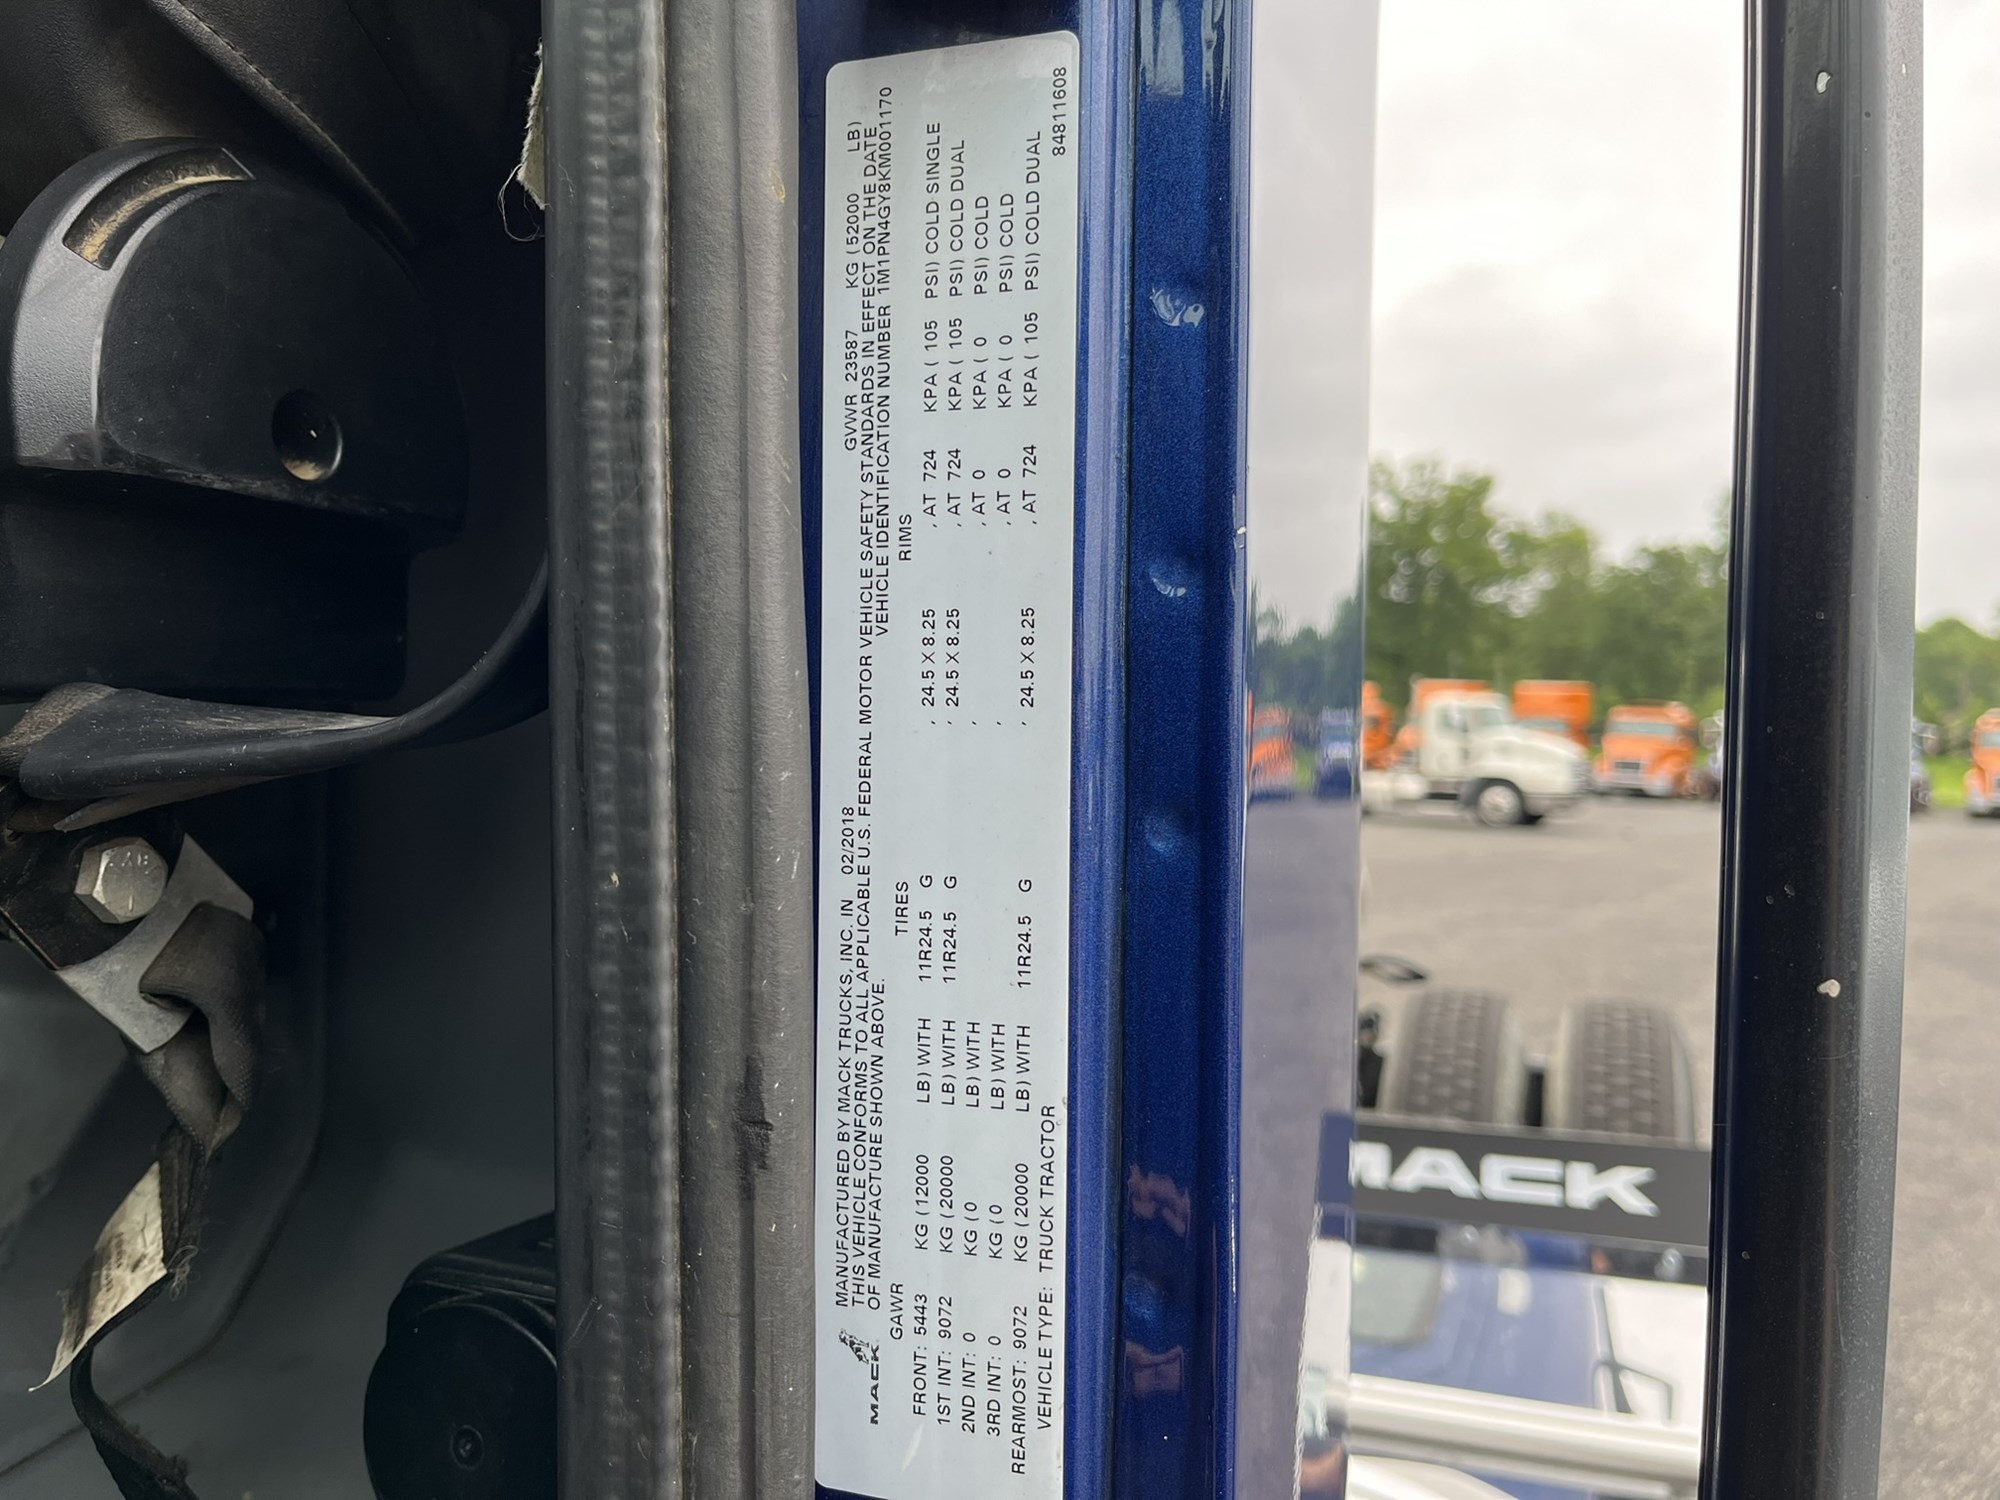 MACK
MANUFACTURED BY MACK TRUCKS, INC. IN 02/2018 GVWR 23587 KG (52000 LB)
THIS VEHICLE CONFORMS TO ALL APPLICABLE U.S. FEDERAL MOTOR VEHICLE SAFETY STANDARDS IN EFFECT ON THE DATE
OF MANUFACTURE SHOWN ABOVE. VEHICLE IDENTIFICATION NUMBER 1M1PN4GY8KM001170
GAWR TIRES RIMS
FRONT: 5443 KG (12000 LB) WITH 11R24.5 G , 24.5 X 8.25 , AT 724 KPA ( 105 PSI) COLD SINGLE
1ST INT: 9072 KG (20000 LB) WITH 11R24.5 G , 24.5 X 8.25 , AT 724 KPA ( 105 PSI) COLD DUAL
2ND INT: 0 KG (0 LB) WITH , , AT 0 KPA ( 0 PSI) COLD
3RD INT: 0 KG (0 LB) WITH , , AT 0 KPA ( 0 PSI) COLD
REARMOST: 9072 KG (20000 LB) WITH 11R24.5 G , 24.5 X 8.25 , AT 724 KPA ( 105 PSI) COLD DUAL
VEHICLE TYPE: TRUCK TRACTOR 84811608
MACK